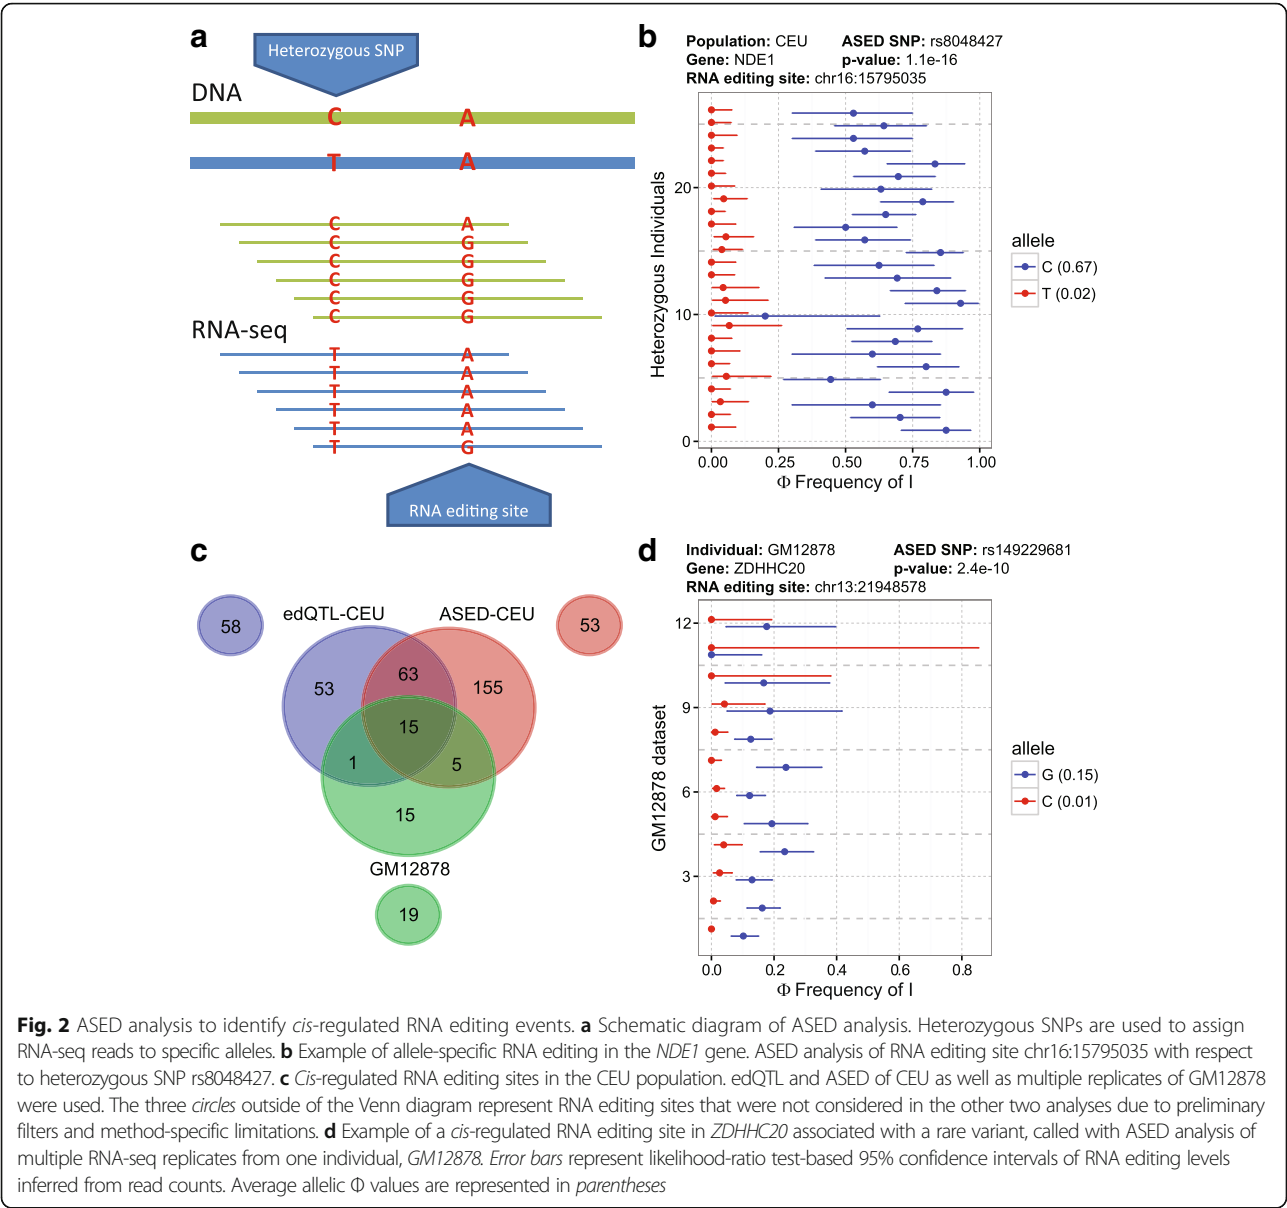 a
Heterozygous SNP
DNA
C A
T A
C A
C G
C G
C G
C G
C G
RNA-seq
T A
T A
T A
T A
T A
T G
RNA editing site
b
Population: CEU ASED SNP: rs8048427
Gene: NDE1 p-value: 1.1e-16
RNA editing site: chr16:15795035
Heterozygous Individuals
20
10
0
0.00 0.25 0.50 0.75 1.00
Φ Frequency of I
allele
C (0.67)
T (0.02)
c
edQTL-CEU ASED-CEU
58
53
53
63
155
15
1
5
15
GM12878
19
d
Individual: GM12878 ASED SNP: rs149229681
Gene: ZDHHC20 p-value: 2.4e-10
RNA editing site: chr13:21948578
GM12878 dataset
12
9
6
3
0.0 0.2 0.4 0.6 0.8
Φ Frequency of I
allele
G (0.15)
C (0.01)
Fig. 2 ASED analysis to identify cis-regulated RNA editing events. a Schematic diagram of ASED analysis. Heterozygous SNPs are used to assign
RNA-seq reads to specific alleles. b Example of allele-specific RNA editing in the NDE1 gene. ASED analysis of RNA editing site chr16:15795035 with respect
to heterozygous SNP rs8048427. c Cis-regulated RNA editing sites in the CEU population. edQTL and ASED of CEU as well as multiple replicates of GM12878
were used. The three circles outside of the Venn diagram represent RNA editing sites that were not considered in the other two analyses due to preliminary
filters and method-specific limitations. d Example of a cis-regulated RNA editing site in ZDHHC20 associated with a rare variant, called with ASED analysis of
multiple RNA-seq replicates from one individual, GM12878. Error bars represent likelihood-ratio test-based 95% confidence intervals of RNA editing levels
inferred from read counts. Average allelic Φ values are represented in parentheses